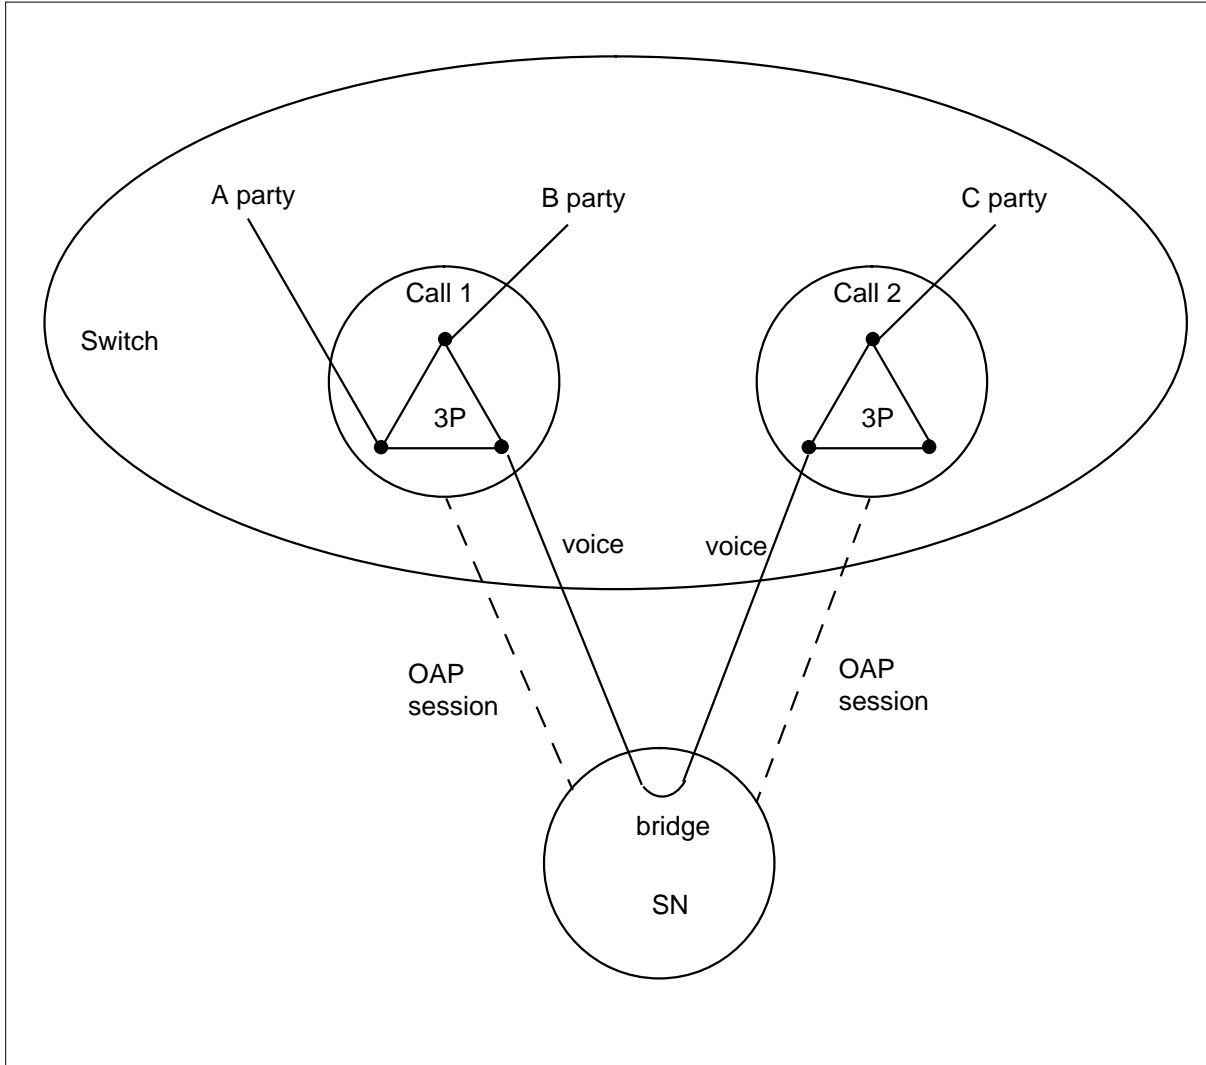 A party
B party
C party
Call 1
Call 2
Switch
3P
3P
voice
voice
OAP
session
OAP
session
bridge
SN